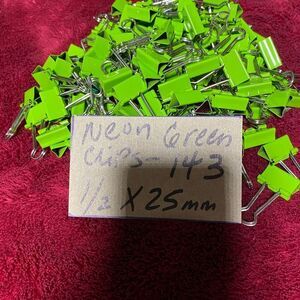 Neon Green
Clips- 143
1/2 X 25mm